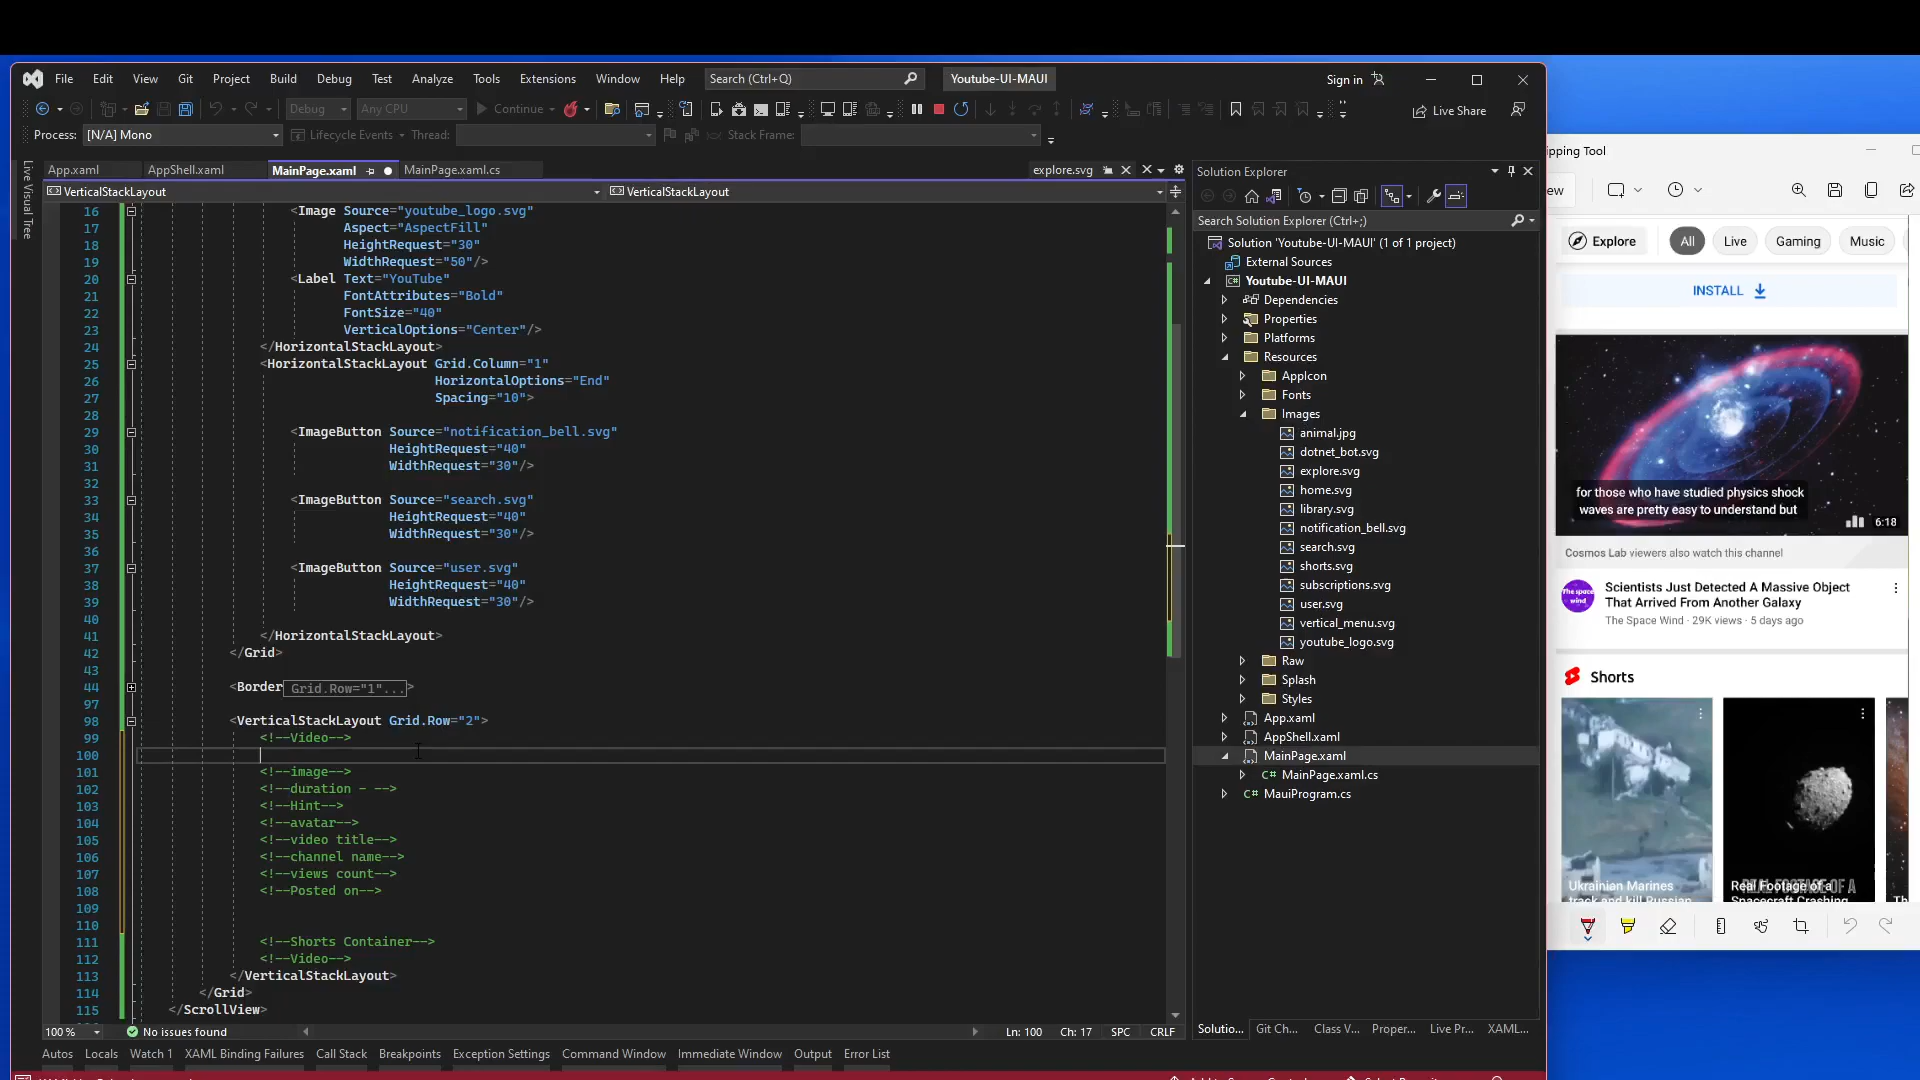 File Edit View Git Project Build Debug Test Analyze Tools Extensions Window Help Search (Ctrl+Q) Youtube-UI-MAUI Sign in
Debug Any CPU Continue Live Share
Process: [N/A] Mono Lifecycle Events Thread: Stack Frame:
Live Visual Tree
App.xaml AppShell.xaml MainPage.xaml MainPage.xaml.cs explore.svg
VerticalStackLayout VerticalStackLayout
16 <Image Source="youtube_logo.svg"
17 Aspect="AspectFill"
18 HeightRequest="30"
19 WidthRequest="50"/>
20 <Label Text="YouTube"
21 FontAttributes="Bold"
22 FontSize="40"
23 VerticalOptions="Center"/>
24 </HorizontalStackLayout>
25 <HorizontalStackLayout Grid.Column="1"
26 HorizontalOptions="End"
27 Spacing="10">
28
29 <ImageButton Source="notification_bell.svg"
30 HeightRequest="40"
31 WidthRequest="30"/>
32
33 <ImageButton Source="search.svg"
34 HeightRequest="40"
35 WidthRequest="30"/>
36
37 <ImageButton Source="user.svg"
38 HeightRequest="40"
39 WidthRequest="30"/>
40
41 </HorizontalStackLayout>
42 </Grid>
43
44 <Border Grid.Row="1"...>
97
98 <VerticalStackLayout Grid.Row="2">
99 <!--Video-->
100
101 <!--image-->
102 <!--duration - -->
103 <!--Hint-->
104 <!--avatar-->
105 <!--video title-->
106 <!--channel name-->
107 <!--views count-->
108 <!--Posted on-->
109
110
111 <!--Shorts Container-->
112 <!--Video-->
113 </VerticalStackLayout>
114 </Grid>
115 </ScrollView>
100 % No issues found Ln: 100 Ch: 17 SPC CRLF
Autos Locals Watch 1 XAML Binding Failures Call Stack Breakpoints Exception Settings Command Window Immediate Window Output Error List
Solution Explorer
Search Solution Explorer (Ctrl+;)
Solution 'Youtube-UI-MAUI' (1 of 1 project)
External Sources
Youtube-UI-MAUI
Dependencies
Properties
Platforms
Resources
AppIcon
Fonts
Images
animal.jpg
dotnet_bot.svg
explore.svg
home.svg
library.svg
notification_bell.svg
search.svg
shorts.svg
subscriptions.svg
user.svg
vertical_menu.svg
youtube_logo.svg
Raw
Splash
Styles
App.xaml
AppShell.xaml
MainPage.xaml
MainPage.xaml.cs
MauiProgram.cs
Solutio... Git Ch... Class V... Proper... Live Pr... XAML...
ipping Tool
ew
Explore All Live Gaming Music
INSTALL
for those who have studied physics shock
waves are pretty easy to understand but
6:18
Cosmos Lab viewers also watch this channel
The space wind
Scientists Just Detected A Massive Object
That Arrived From Another Galaxy
The Space Wind · 29K views · 5 days ago
Shorts
Ukrainian Marines
track and kill Russian
Real Footage of a
Spacecraft Crashing